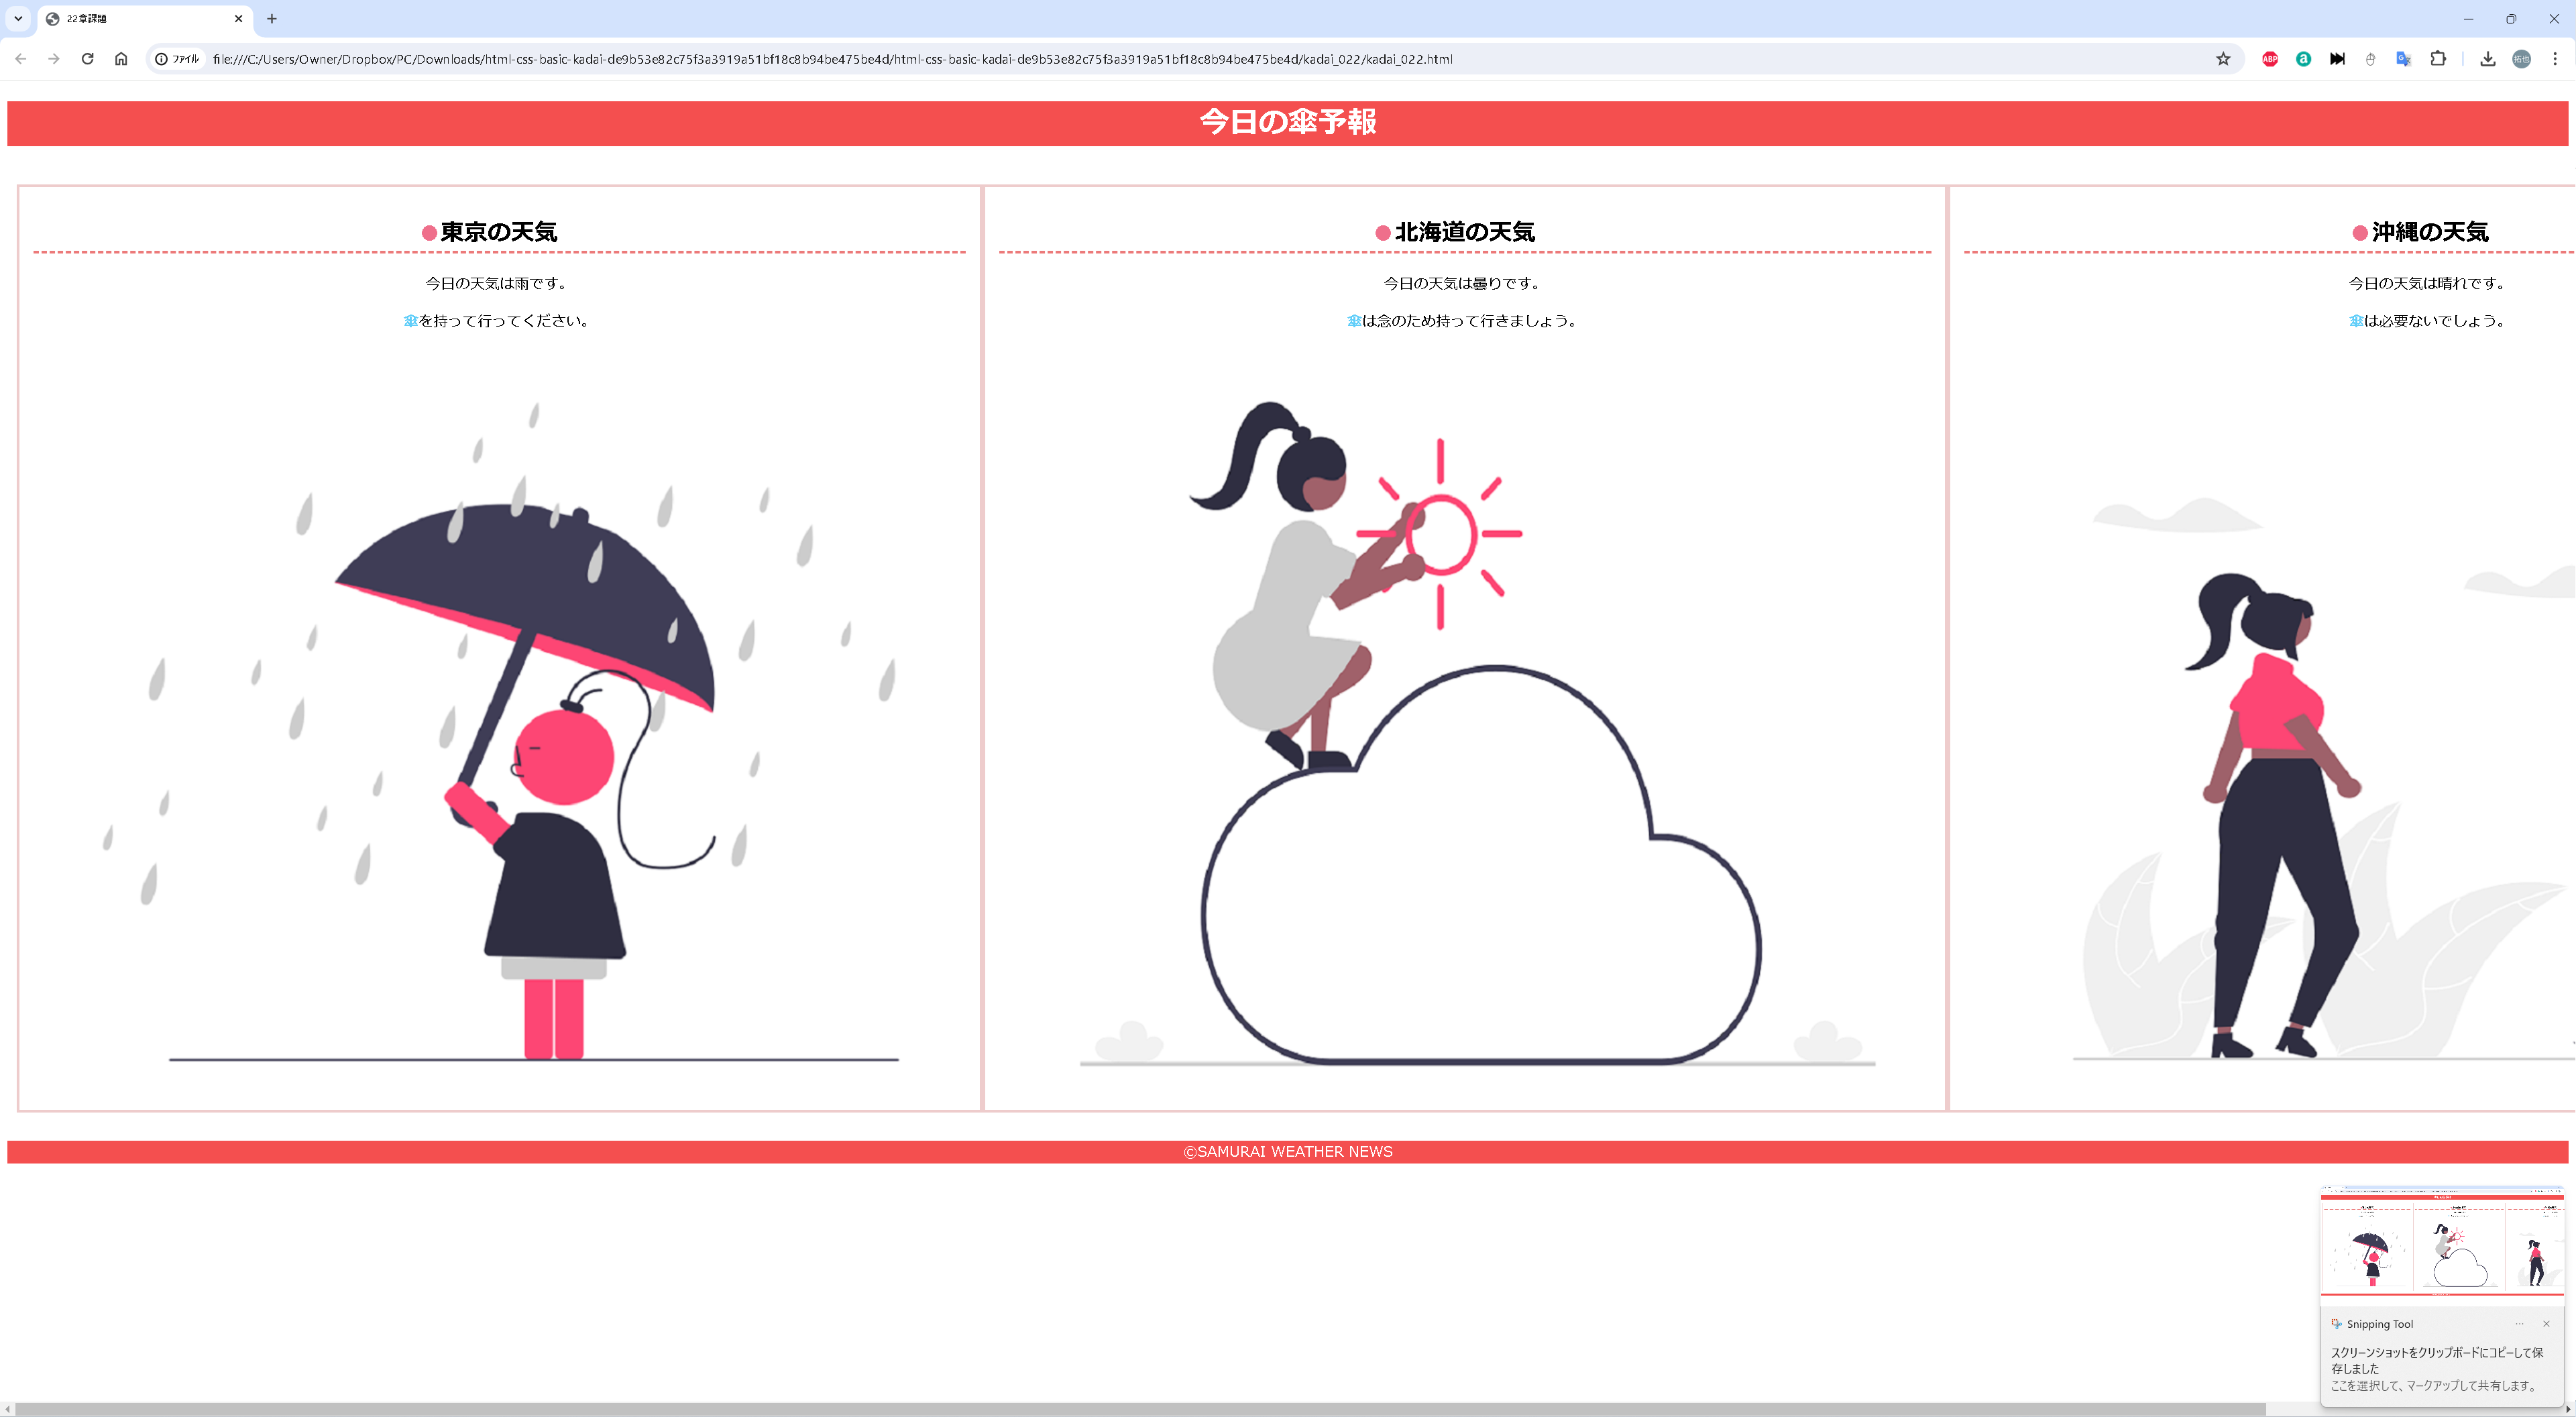 22章課題
ファイル
file:///C:/Users/Owner/Dropbox/PC/Downloads/html-css-basic-kadai-de9b53e82c75f3a3919a51bf18c8b94be475be4d/html-css-basic-kadai-de9b53e82c75f3a3919a51bf18c8b94be475be4d/kadai_022/kadai_022.html
ABP
a
拓也
今日の傘予報
東京の天気
今日の天気は雨です。
傘を持って行ってください。
北海道の天気
今日の天気は曇りです。
傘は念のため持って行きましょう。
沖縄の天気
今日の天気は晴れです。
傘は必要ないでしょう。
©SAMURAI WEATHER NEWS
Snipping Tool
スクリーンショットをクリップボードにコピーして保
存しました
ここを選択して、マークアップして共有します。